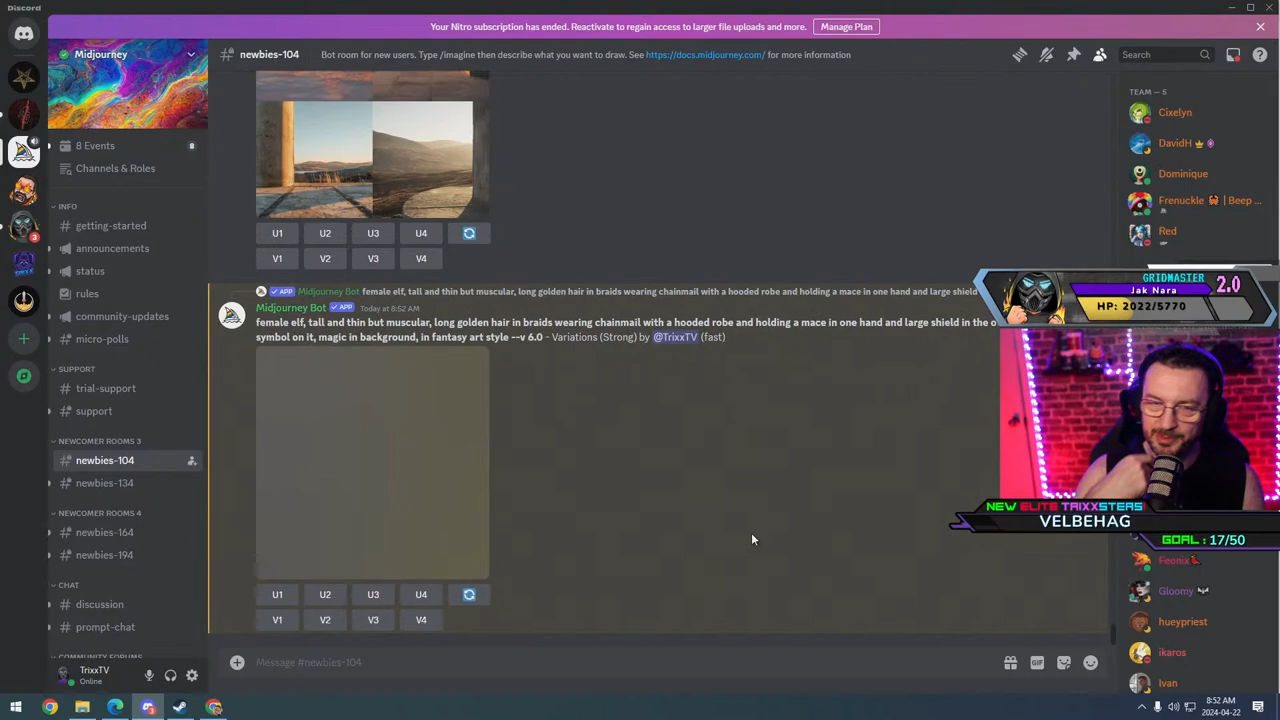 Discord
Your Nitro subscription has ended. Reactivate to regain access to larger file uploads and more.
Manage Plan
Midjourney
newbies-104
Bot room for new users. Type /imagine then describe what you want to draw. See https://docs.midjourney.com/ for more information
Search
8 Events
8
Channels & Roles
INFO
getting-started
announcements
status
rules
community-updates
micro-polls
SUPPORT
trial-support
support
NEWCOMER ROOMS 3
newbies-104
newbies-134
NEWCOMER ROOMS 4
newbies-164
newbies-194
CHAT
discussion
prompt-chat
COMMUNITY FORUMS
TrixxTV
Online
3
TRIXX
U1 U2 U3 U4
V1 V2 V3 V4
APP Midjourney Bot female elf, tall and thin but muscular, long golden hair in braids wearing chainmail with a hooded robe and holding a mace in one hand and large shield
Midjourney Bot APP Today at 8:52 AM
female elf, tall and thin but muscular, long golden hair in braids wearing chainmail with a hooded robe and holding a mace in one hand and large shield in the o
symbol on it, magic in background, in fantasy art style --v 6.0 - Variations (Strong) by @TrixxTV (fast)
U1 U2 U3 U4
V1 V2 V3 V4
Message #newbies-104
GIF
TEAM — 5
Cixelyn
DavidH
Dominique
Frenuckle | Beep ...
Red
GRIDMASTER
2.0
Jak Nara
HP: 2022/5770
NEW ELITE TRIXXSTERS!
VELBEHAG
GOAL : 17/50
Feonix
Gloomy
hueypriest
ikaros
Ivan
8:52 AM
2024-04-22